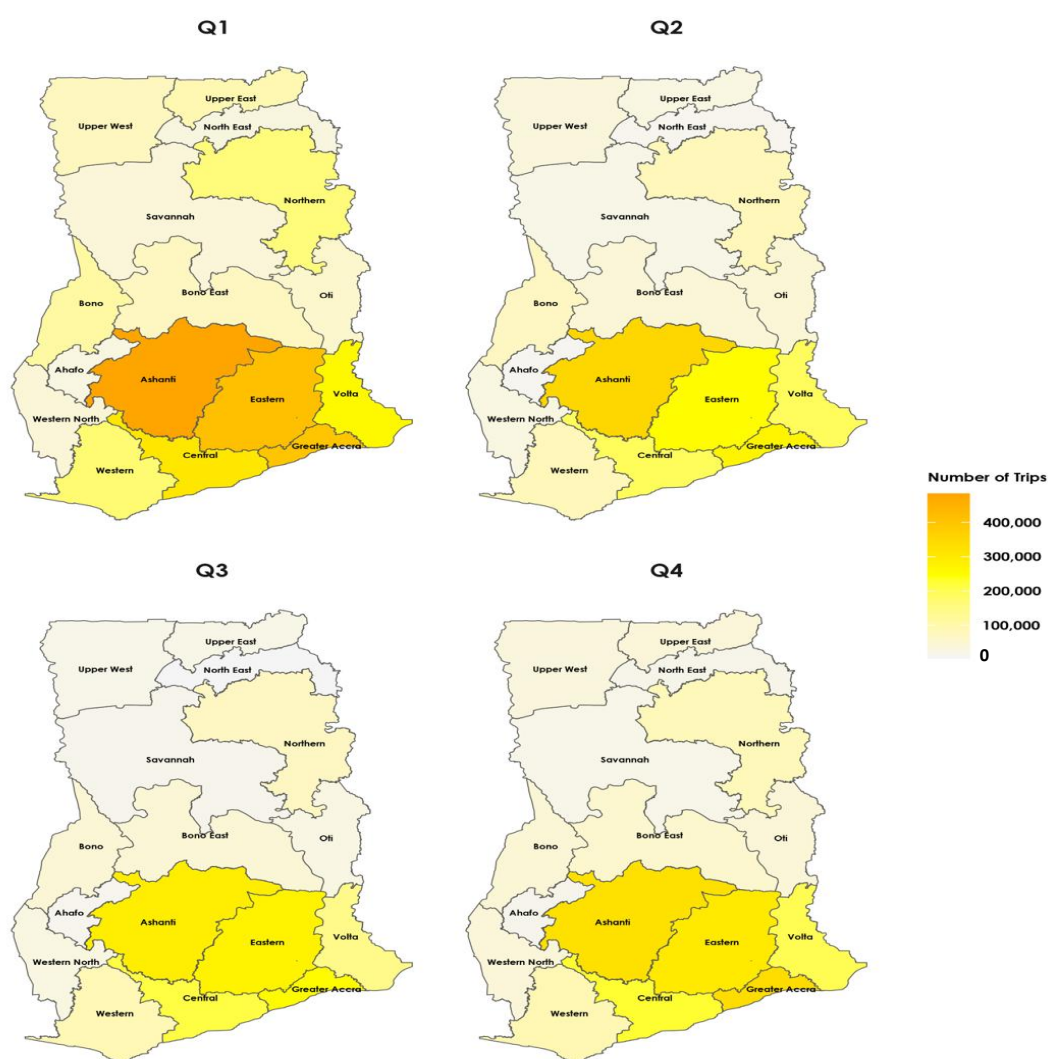 Q1
Upper East
Upper West
North East
Northern
Savannah
Bono
Bono East
Oti
Ahafo
Ashanti
Eastern
Volta
Western North
Greater Accra
Central
Western
Q2
Upper East
Upper West
North East
Northern
Savannah
Bono
Bono East
Oti
Ahafo
Ashanti
Eastern
Volta
Western North
Greater Accra
Central
Western
Number of Trips
400,000
300,000
200,000
100,000
0
Q3
Upper East
Upper West
North East
Northern
Savannah
Bono
Bono East
Oti
Ahafo
Ashanti
Eastern
Volta
Western North
Greater Accra
Central
Western
Q4
Upper East
Upper West
North East
Northern
Savannah
Bono
Bono East
Oti
Ahafo
Ashanti
Eastern
Volta
Western North
Greater Accra
Central
Western